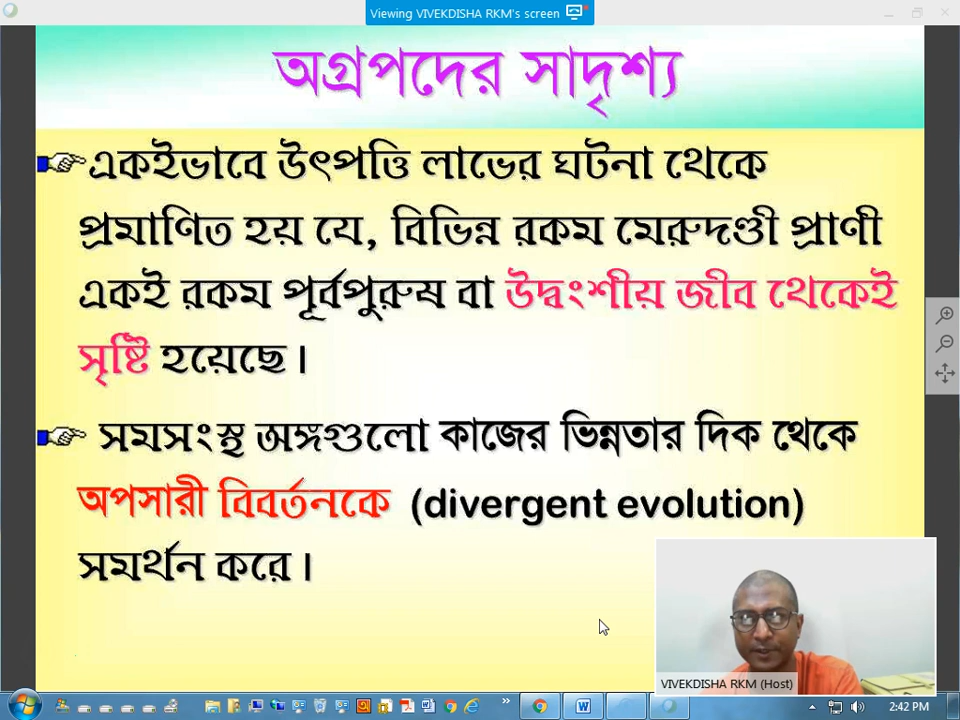 Viewing VIVEKDISHA RKM's screen
অগ্রপদের সাদৃশ্য
একইভাবে উৎপত্তি লাভের ঘটনা থেকে
প্রমাণিত হয় যে, বিভিন্ন রকম মেরুদণ্ডী প্রাণী
একই রকম পূর্বপুরুষ বা উদ্বংশীয় জীব থেকেই
সৃষ্টি হয়েছে।
সমসংস্থ অঙ্গগুলো কাজের ভিন্নতার দিক থেকে
অপসারী বিবর্তনকে (divergent evolution)
সমর্থন করে।
VIVEKDISHA RKM (Host)
2:42 PM